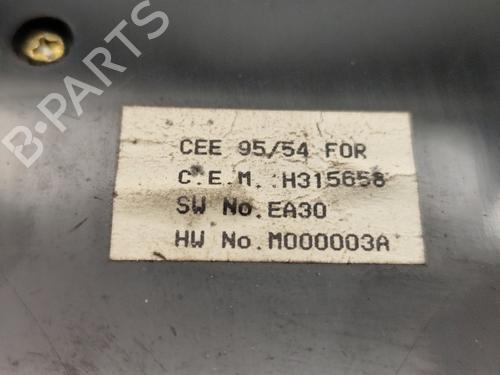 B-PARTS
CEE 95/54 FOR
C.E.M. H315658
SW No.EA30
HW No.M000003A